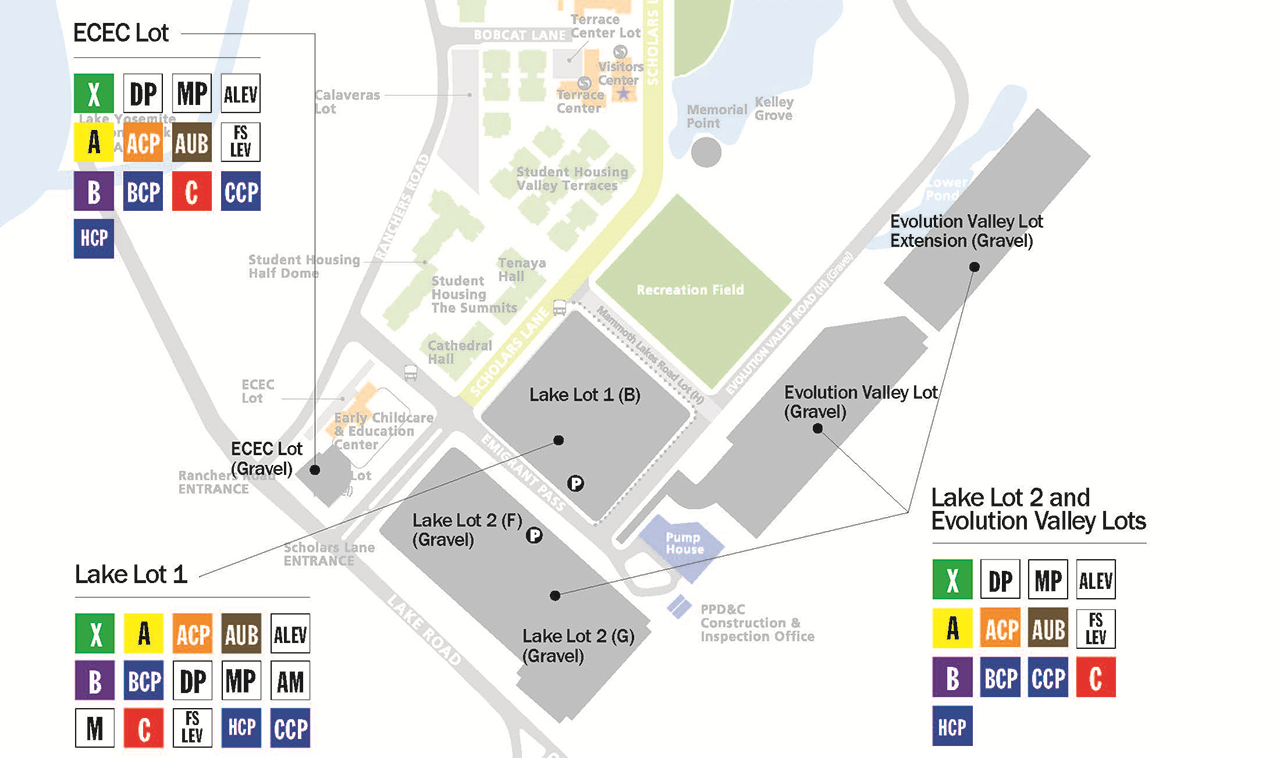 ECEC Lot
X DP MP ALEV
A ACP AUB FS LEV
B BCP C CCP
HCP
Lake Yosemite
BOBCAT LANE
Terrace
Center Lot
SCHOLARS L
Visitors
Center
Terrace
Center
Calaveras
Lot
Memorial
Point
Kelley
Grove
RANCHERS ROAD
Student Housing
Valley Terraces
Lower
Pond
Evolution Valley Lot
Extension (Gravel)
Student Housing
Half Dome
Tenaya
Hall
Student
Housing
The Summits
Recreation Field
EVOLUTION VALLEY ROAD (H) (Gravel)
Mammoth Lakes Road Lot (H)
SCHOLARS LANE
Cathedral
Hall
ECEC
Lot
Early Childcare
& Education
Center
Lake Lot 1 (B)
Evolution Valley Lot
(Gravel)
ECEC Lot
(Gravel)
Lot
Ranchers Road
ENTRANCE
EMIGRANT PASS
P
Lake Lot 2 (F)
(Gravel)
P
Pump
House
Scholars Lane
ENTRANCE
LAKE ROAD
PPD&C
Construction &
Inspection Office
Lake Lot 2 (G)
(Gravel)
Lake Lot 1
X A ACP AUB ALEV
B BCP DP MP AM
M C FS LEV HCP CCP
Lake Lot 2 and
Evolution Valley Lots
X DP MP ALEV
A ACP AUB FS LEV
B BCP CCP C
HCP